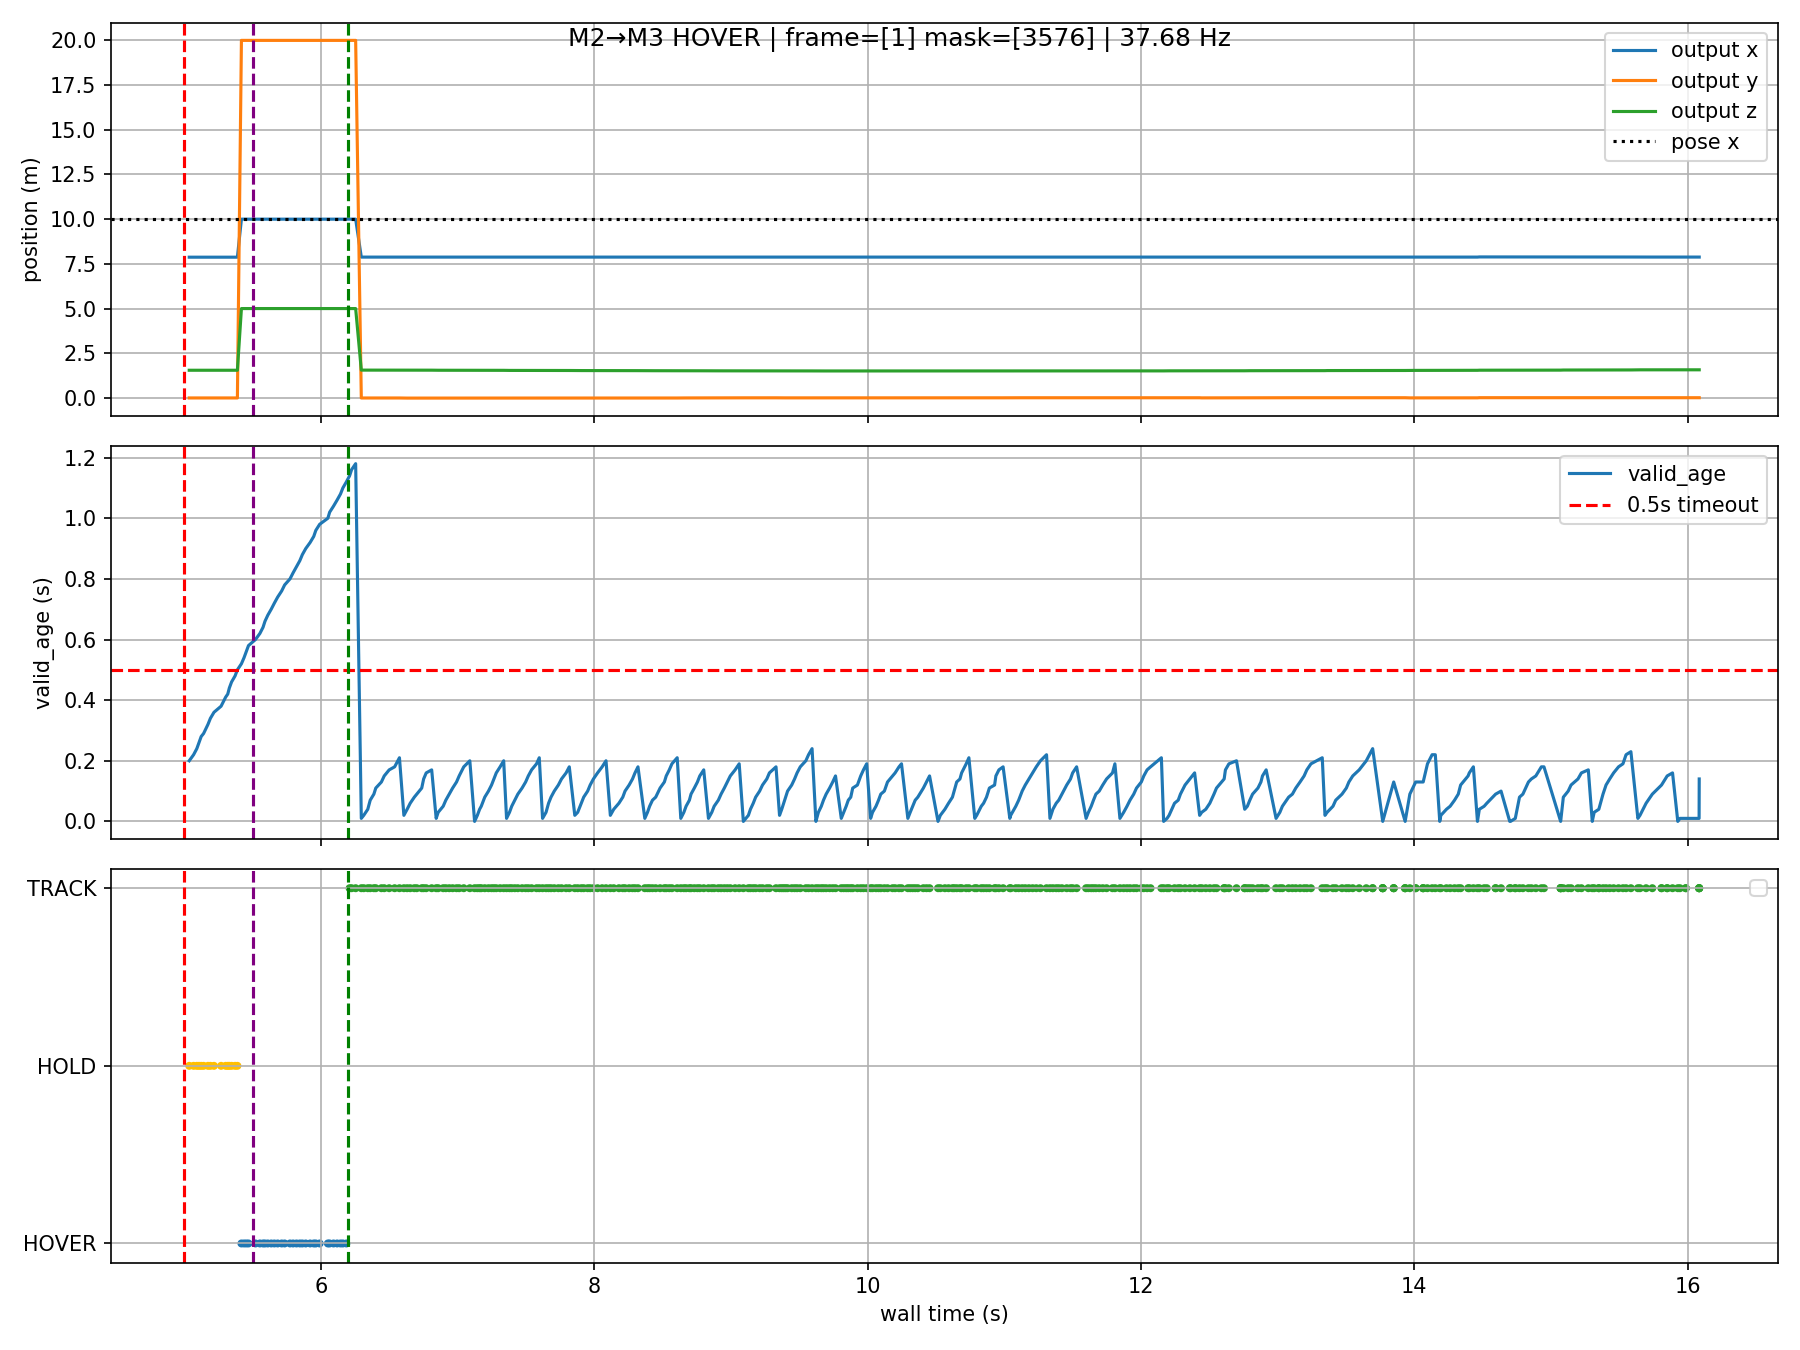 M2→M3 HOVER | frame=[1] mask=[3576] | 37.68 Hz
20.0
17.5
15.0
12.5
10.0
7.5
5.0
2.5
0.0
position (m)
output x
output y
output z
pose x
1.2
1.0
0.8
0.6
0.4
0.2
0.0
valid_age (s)
valid_age
0.5s timeout
TRACK
HOLD
HOVER
6
8
10
12
14
16
wall time (s)